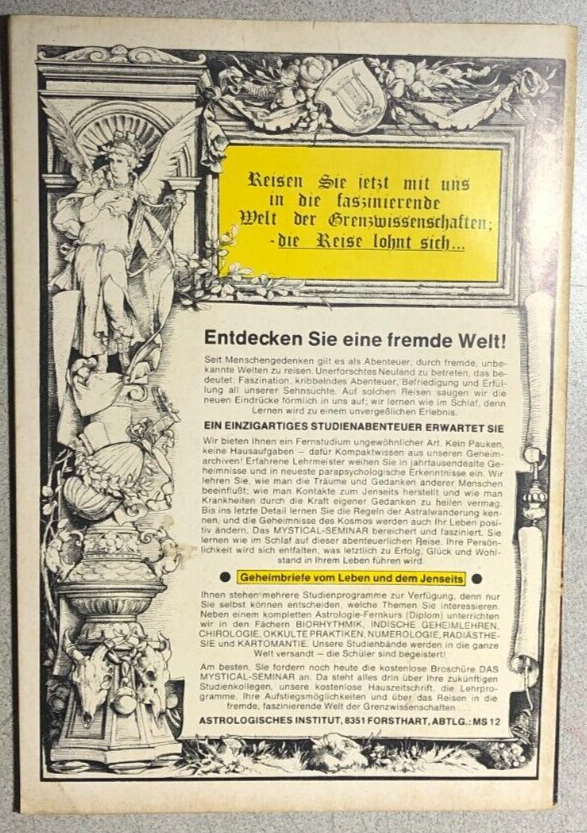 Reisen Sie jetzt mit uns
in die faszinierende
Welt der Grenzwissenschaften;
-die Reise lohnt sich...
Entdecken Sie eine fremde Welt!
Seit Menschengedenken gilt es als Abenteuer, durch fremde, unbe-
kannte Welten zu reisen. Unerforschtes Neuland zu betreten, das be-
deutet: Faszination, kribbelndes Abenteuer, Befriedigung und Erfül-
lung all unserer Sehnsüchte. Auf solchen Reisen saugen wir die
neuen Eindrücke förmlich in uns auf; wir lernen wie im Schlaf, denn
Lernen wird zu einem unvergeßlichen Erlebnis.
EIN EINZIGARTIGES STUDIENABENTEUER ERWARTET SIE
Wir bieten Ihnen ein Fernstudium ungewöhnlicher Art. Kein Pauken,
keine Hausaufgaben – dafür Kompaktwissen aus unseren Geheim-
archiven! Erfahrene Lehrmeister weihen Sie in jahrtausendealte Ge-
heimnisse und in neueste parapsychologische Erkenntnisse ein. Wir
lehren Sie, wie man die Träume und Gedanken anderer Menschen
beeinflußt; wie man Kontakte zum Jenseits herstellt und wie man
Krankheiten durch die Kraft eigener Gedanken zu heilen vermag.
Bis ins letzte Detail lernen Sie die Regeln der Astralwanderung ken-
nen, und die Geheimnisse des Kosmos werden auch Ihr Leben posi-
tiv ändern. Das MYSTICAL-SEMINAR bereichert und fasziniert. Sie
lernen wie im Schlaf auf dieser abenteuerlichen Reise. Ihre Persön-
lichkeit wird sich entfalten, was letztlich zu Erfolg, Glück und Wohl-
stand in Ihrem Leben führen wird.
● Geheimbriefe vom Leben und dem Jenseits ●
Ihnen stehen mehrere Studienprogramme zur Verfügung, denn nur
Sie selbst können entscheiden, welche Themen Sie interessieren.
Neben einem kompletten Astrologie-Fernkurs (Diplom) unterrichten
wir in den Fächern BIORHYTHMIK, INDISCHE GEHEIMLEHREN,
CHIROLOGIE, OKKULTE PRAKTIKEN, NUMEROLOGIE, RADIÄSTHE-
SIE und KARTOMANTIE. Unsere Studienbände werden in die ganze
Welt versandt – die Schüler sind begeistert!
Am besten, Sie fordern noch heute die kostenlose Broschüre DAS
MYSTICAL-SEMINAR an. Da steht alles drin über Ihre zukünftigen
Studienkollegen, unsere kostenlose Hauszeitschrift, die Lehrpro-
gramme, Ihre Aufstiegsmöglichkeiten und über das Reisen in die
fremde, faszinierende Welt der Grenzwissenschaften . . .
ASTROLOGISCHES INSTITUT, 8351 FORSTHART, ABTLG.: MS 12